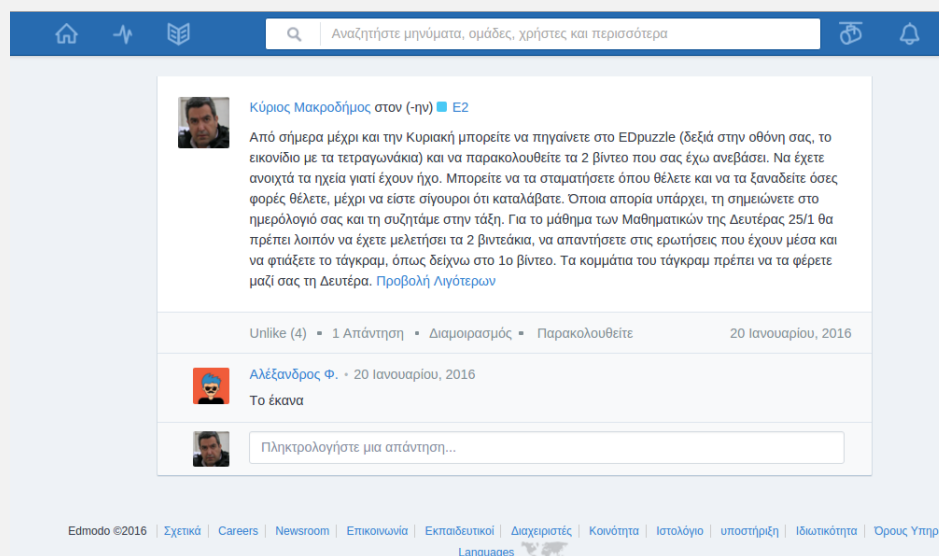 Αναζητήστε μηνύματα, ομάδες, χρήστες και περισσότερα
Κύριος Μακροδήμος στον (-ην) E2
Από σήμερα μέχρι και την Κυριακή μπορείτε να πηγαίνετε στο EDpuzzle (δεξιά στην οθόνη σας, το
εικονίδιο με τα τετραγωνάκια) και να παρακολουθείτε τα 2 βίντεο που σας έχω ανεβάσει. Να έχετε
ανοιχτά τα ηχεία γιατί έχουν ήχο. Μπορείτε να τα σταματήσετε όπου θέλετε και να τα ξαναδείτε όσες
φορές θέλετε, μέχρι να είστε σίγουροι ότι καταλάβατε. Όποια απορία υπάρχει, τη σημειώνετε στο
ημερόλογιό σας και τη συζητάμε στην τάξη. Για το μάθημα των Μαθηματικών της Δευτέρας 25/1 θα
πρέπει λοιπόν να έχετε μελετήσει τα 2 βιντεάκια, να απαντήσετε στις ερωτήσεις που έχουν μέσα και
να φτιάξετε το τάγκραμ, όπως δείχνω στο 1ο βίντεο. Τα κομμάτια του τάγκραμ πρέπει να τα φέρετε
μαζί σας τη Δευτέρα. Προβολή Λιγότερων
Unlike (4) ▪ 1 Απάντηση ▪ Διαμοιρασμός ▪ Παρακολουθείτε 20 Ιανουαρίου, 2016
Αλέξανδρος Φ. • 20 Ιανουαρίου, 2016
Το έκανα
Πληκτρολογήστε μια απάντηση...
Edmodo ©2016 | Σχετικά | Careers | Newsroom | Επικοινωνία | Εκπαιδευτικοί | Διαχειριστές | Κοινότητα | Ιστολόγιο | υποστήριξη | Ιδιωτικότητα | Όρους Υπηρ
Languages